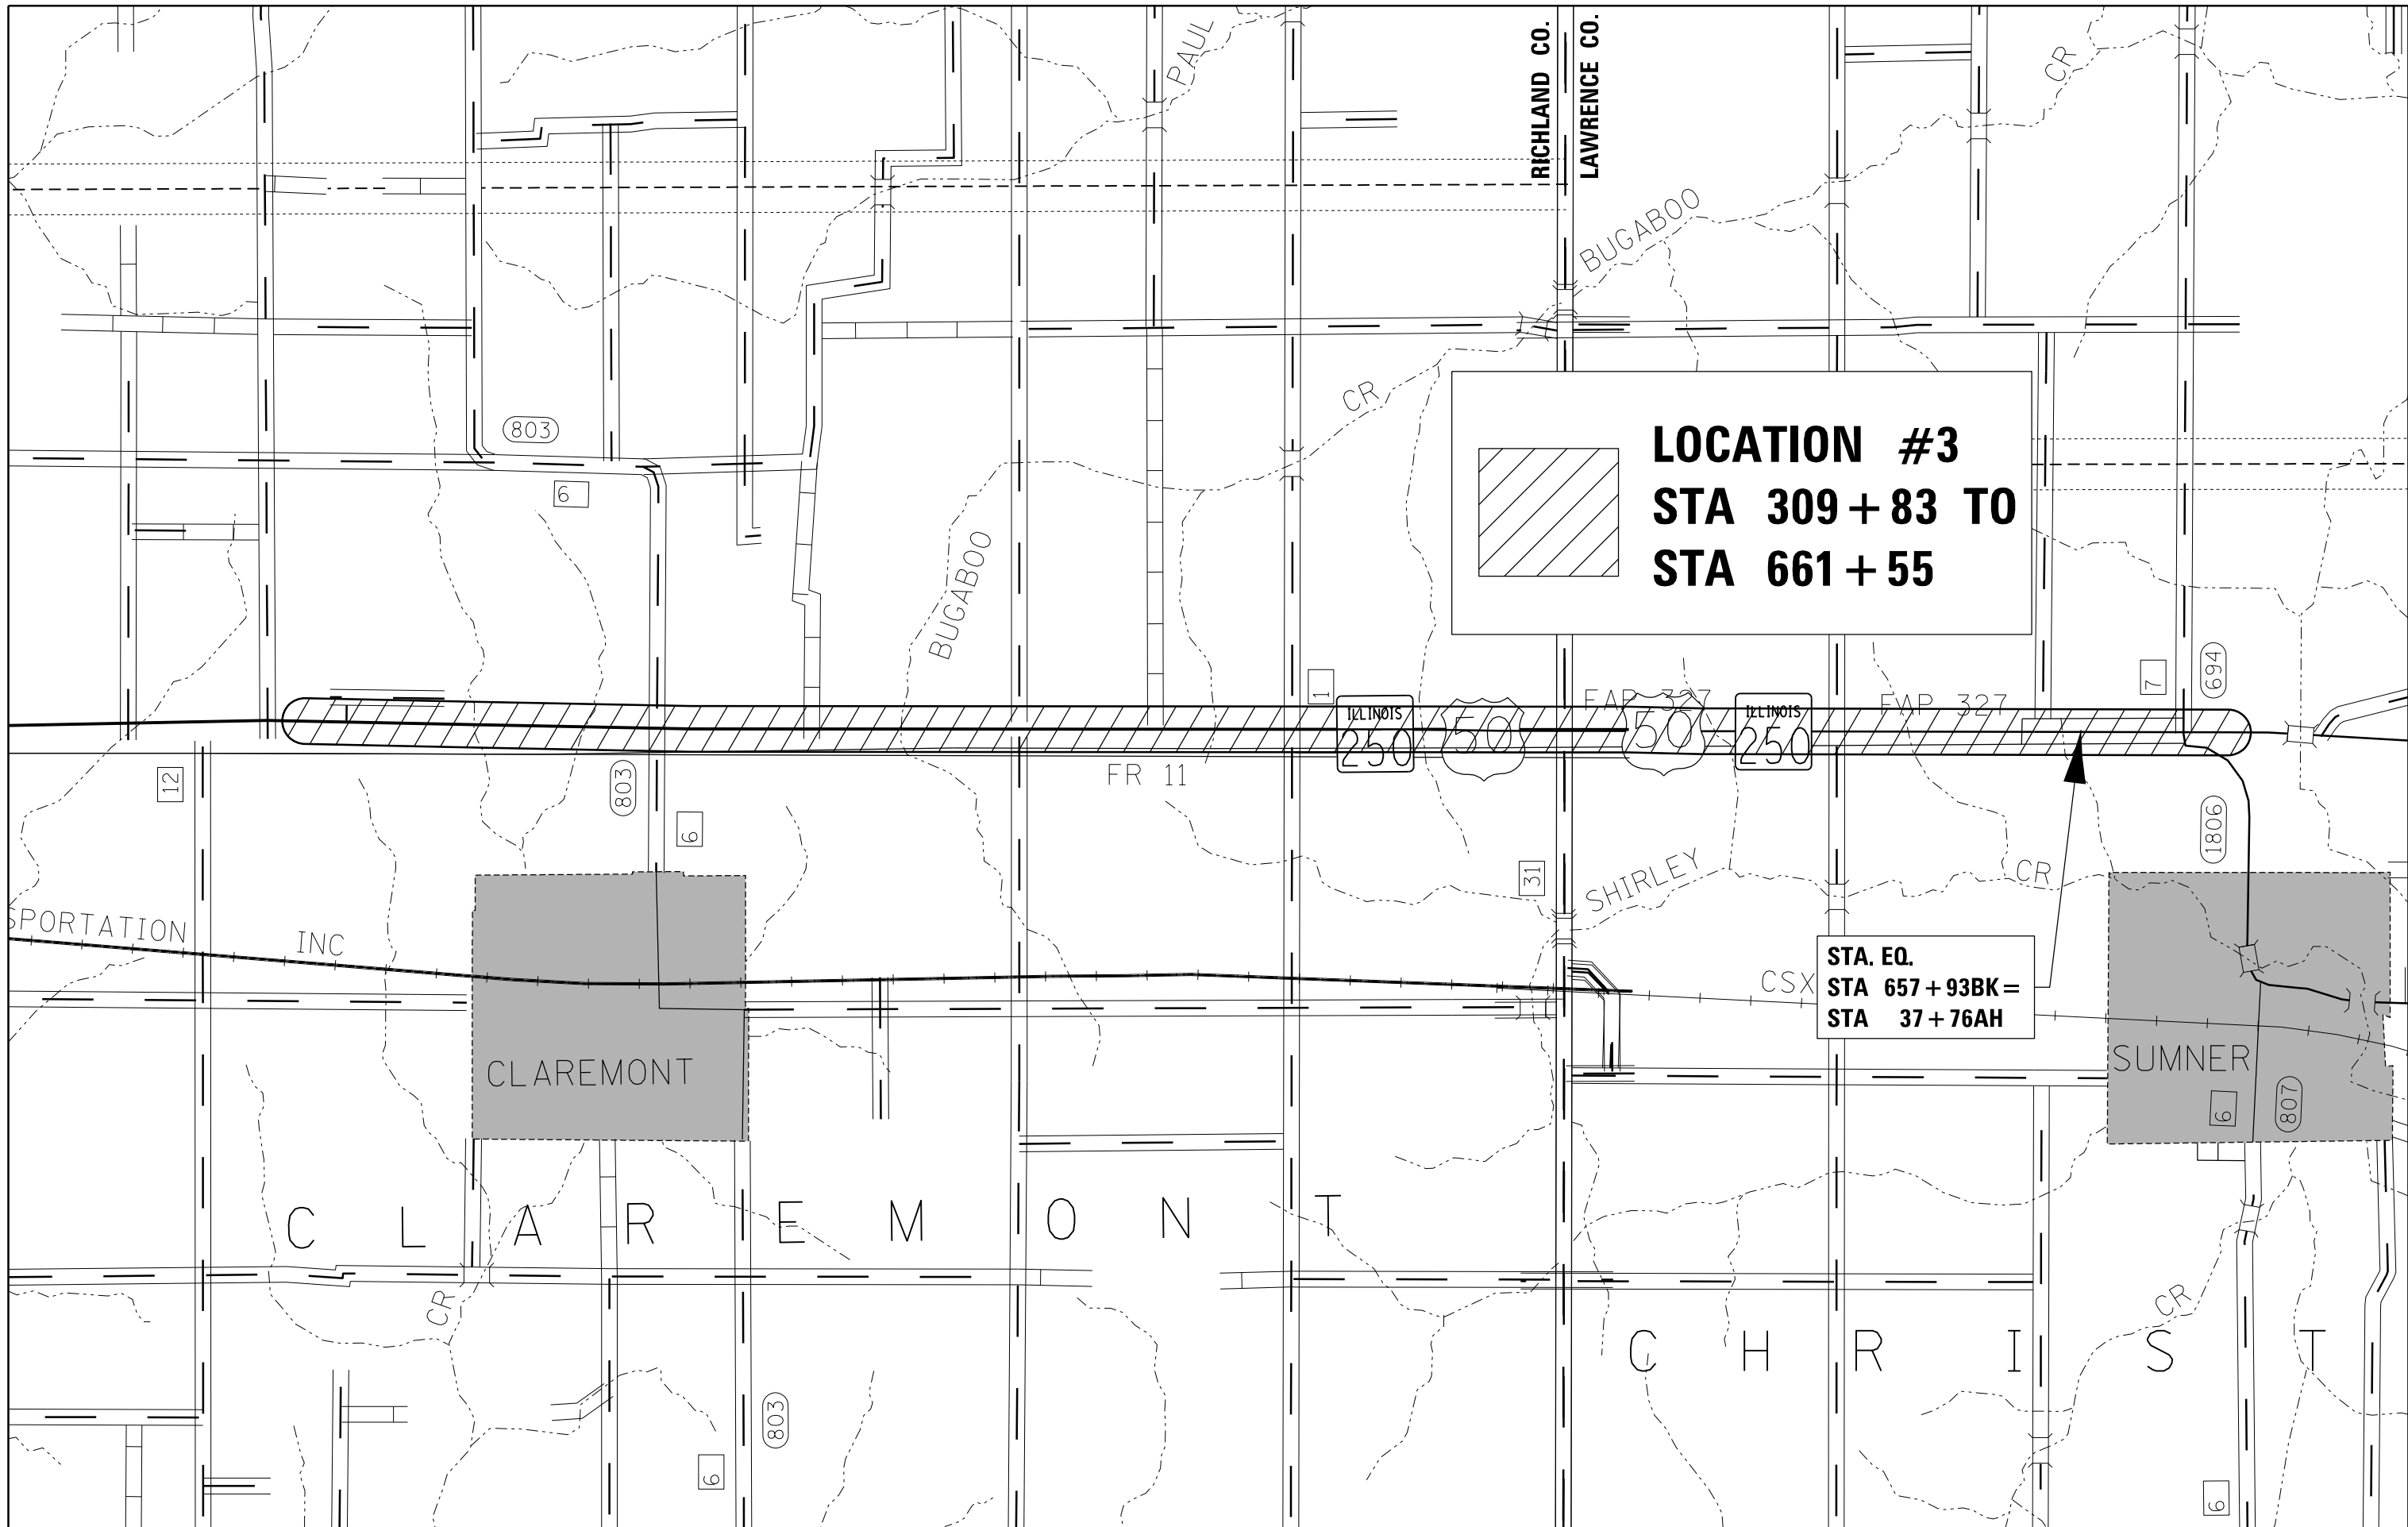 PAUL
RICHLAND CO.
LAWRENCE CO.
CR
BUGABOO
803
6
CR
BUGABOO
LOCATION #3
STA 309+83 TO
STA 661+55
1
ILLINOIS
250
50
FAP 327
50
ILLINOIS
250
FAP 327
7
694
FR 11
12
803
6
31
SHIRLEY
CR
1806
SPORTATION INC
CSX
STA. EQ.
STA 657+93BK=
STA 37+76AH
CLAREMONT
SUMNER
6
807
CLAREMONT
CR
CR
CHRIST
803
6
6